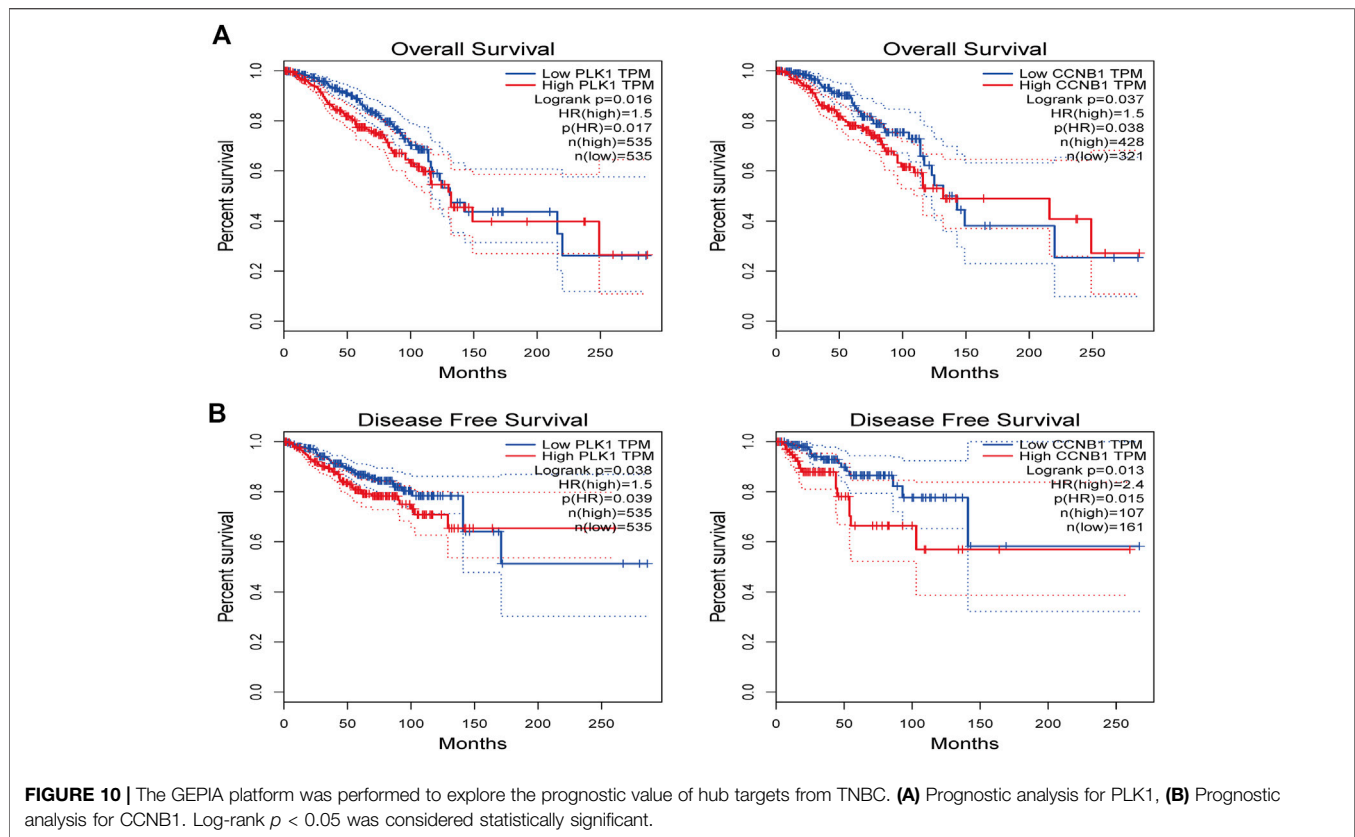 A
Overall Survival
Low PLK1 TPM
High PLK1 TPM
Logrank p=0.016
HR(high)=1.5
p(HR)=0.017
n(high)=535
n(low)=535
Percent survival
0.0 0.2 0.4 0.6 0.8 1.0
0 50 100 150 200 250
Months
Overall Survival
Low CCNB1 TPM
High CCNB1 TPM
Logrank p=0.037
HR(high)=1.5
p(HR)=0.038
n(high)=428
n(low)=321
Percent survival
0.0 0.2 0.4 0.6 0.8 1.0
0 50 100 150 200 250
Months
B
Disease Free Survival
Low PLK1 TPM
High PLK1 TPM
Logrank p=0.038
HR(high)=1.5
p(HR)=0.039
n(high)=535
n(low)=535
Percent survival
0.0 0.2 0.4 0.6 0.8 1.0
0 50 100 150 200 250
Months
Disease Free Survival
Low CCNB1 TPM
High CCNB1 TPM
Logrank p=0.013
HR(high)=2.4
p(HR)=0.015
n(high)=107
n(low)=161
Percent survival
0.0 0.2 0.4 0.6 0.8 1.0
0 50 100 150 200 250
Months
FIGURE 10 | The GEPIA platform was performed to explore the prognostic value of hub targets from TNBC. (A) Prognostic analysis for PLK1, (B) Prognostic
analysis for CCNB1. Log-rank p < 0.05 was considered statistically significant.